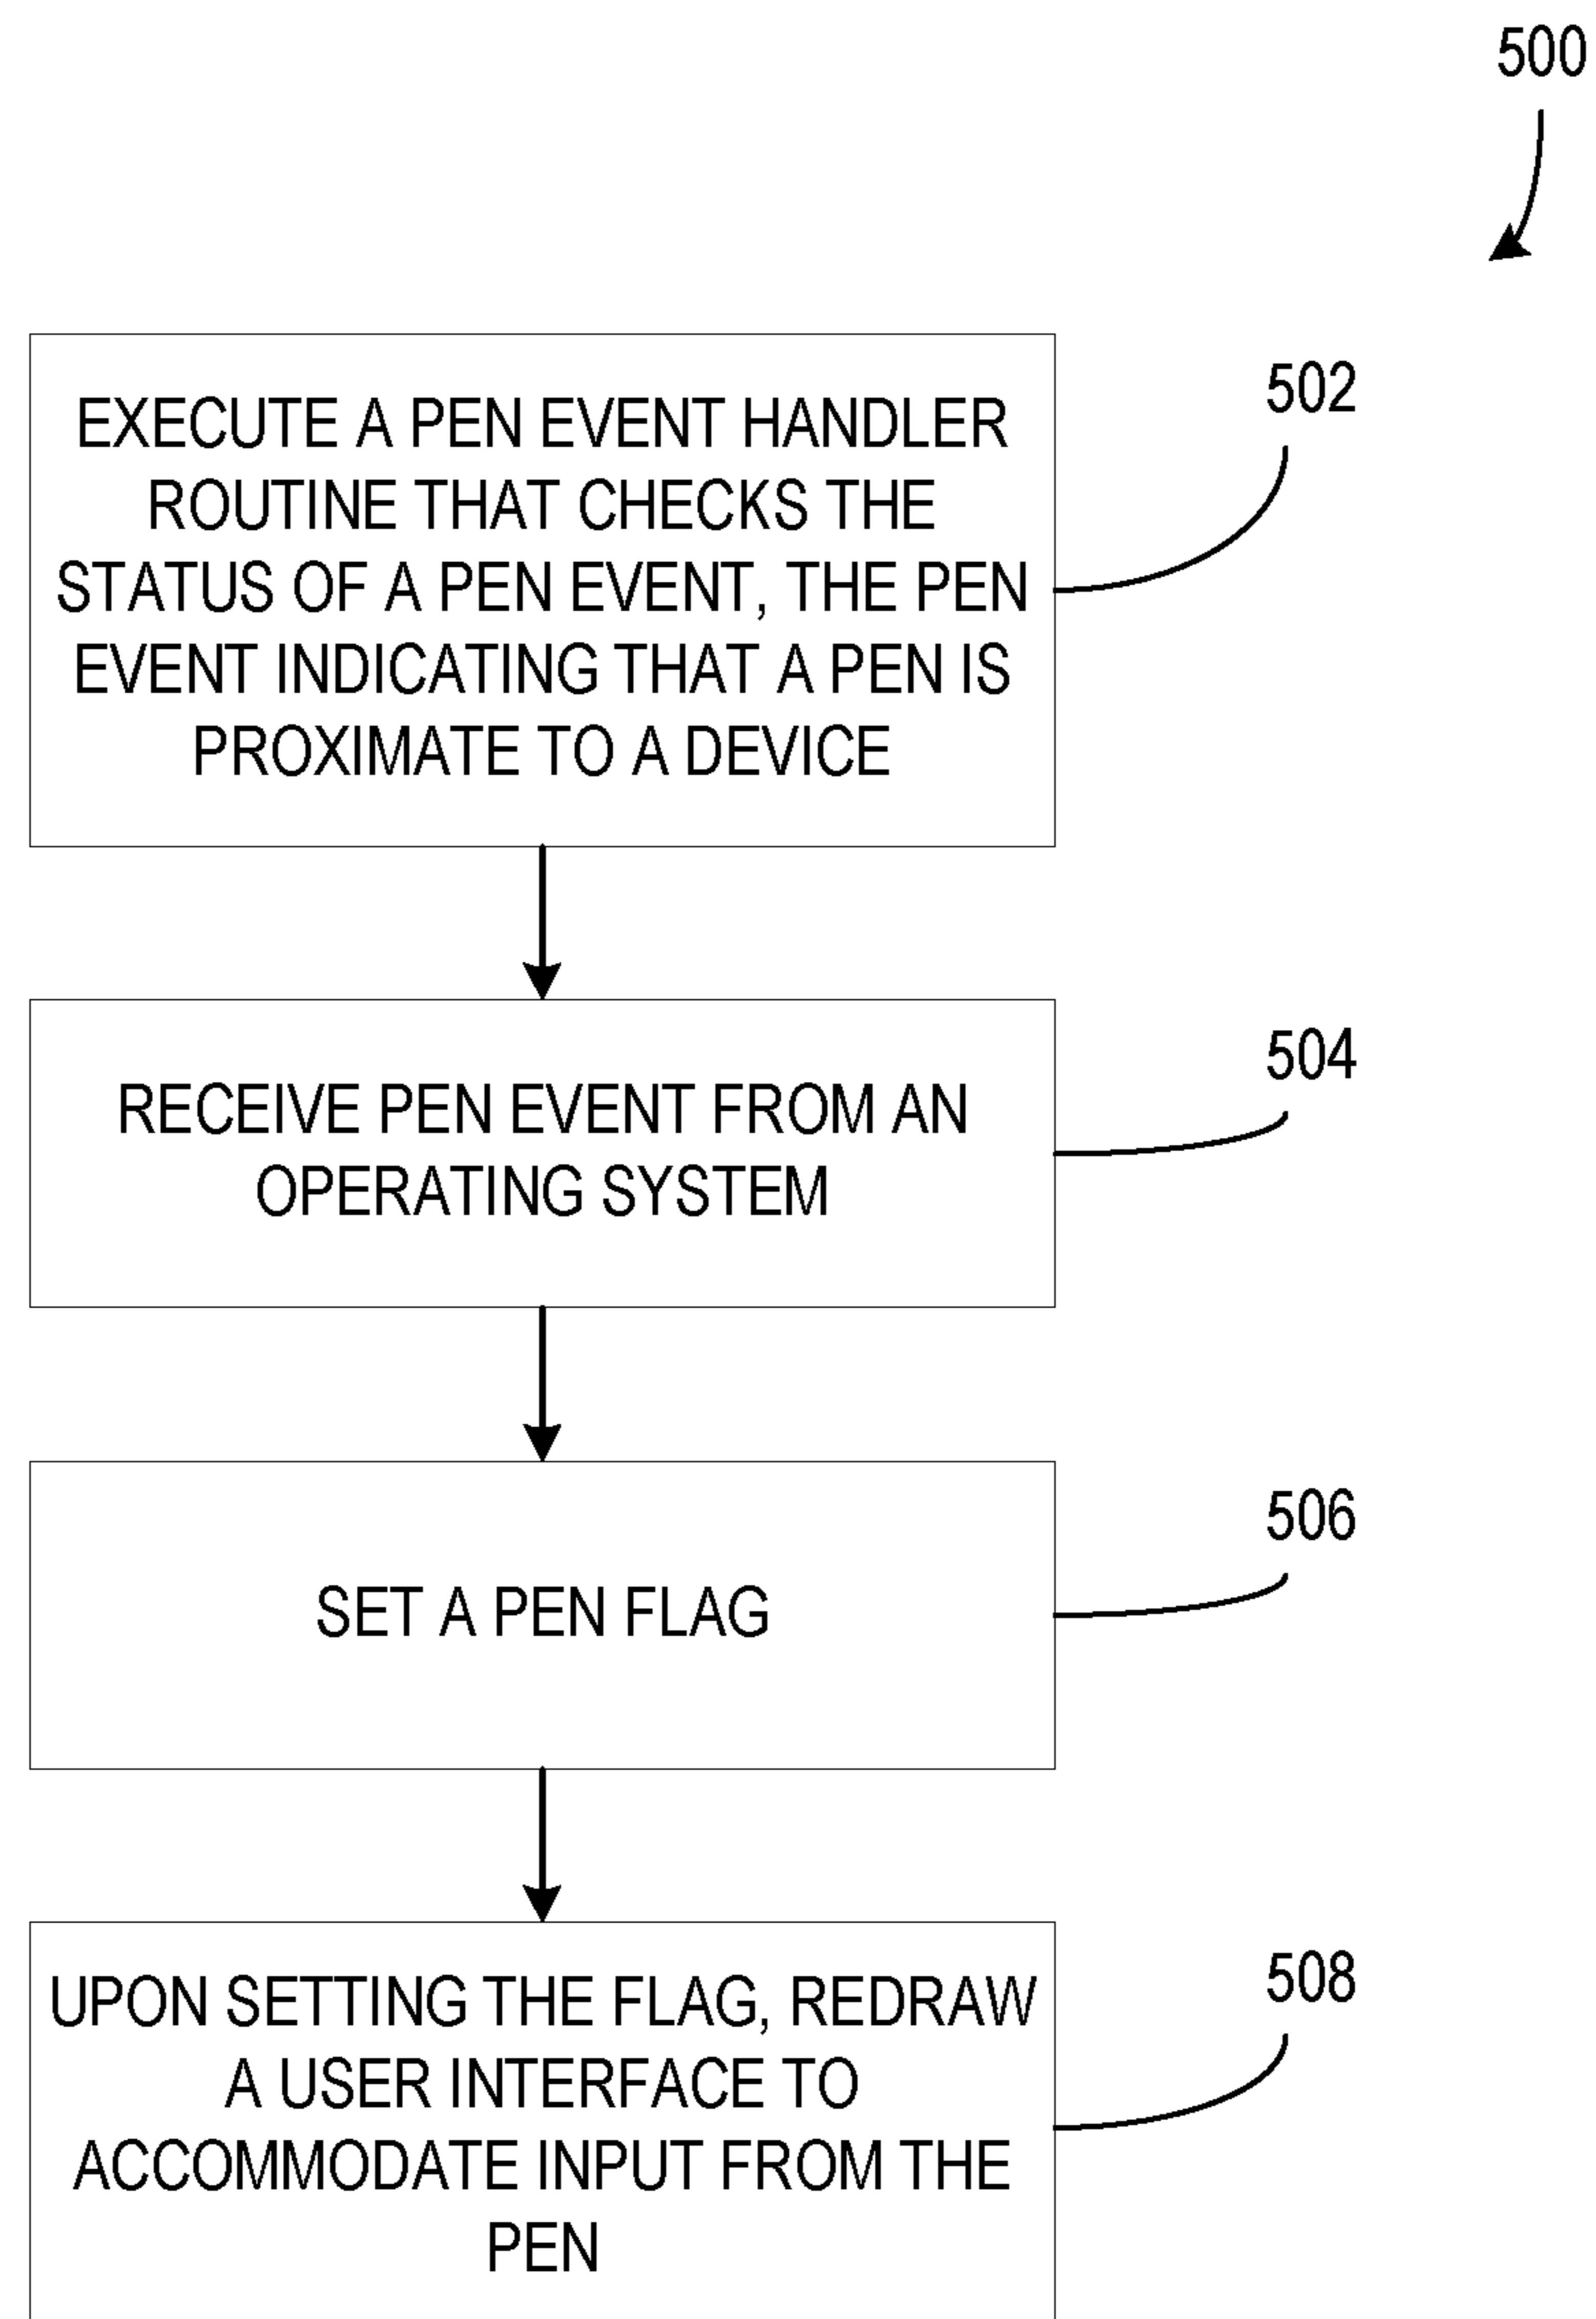 500
EXECUTE A PEN EVENT HANDLER
ROUTINE THAT CHECKS THE
STATUS OF A PEN EVENT, THE PEN
EVENT INDICATING THAT A PEN IS
PROXIMATE TO A DEVICE
502
RECEIVE PEN EVENT FROM AN
OPERATING SYSTEM
504
SET A PEN FLAG
506
UPON SETTING THE FLAG, REDRAW
A USER INTERFACE TO
ACCOMMODATE INPUT FROM THE
PEN
508